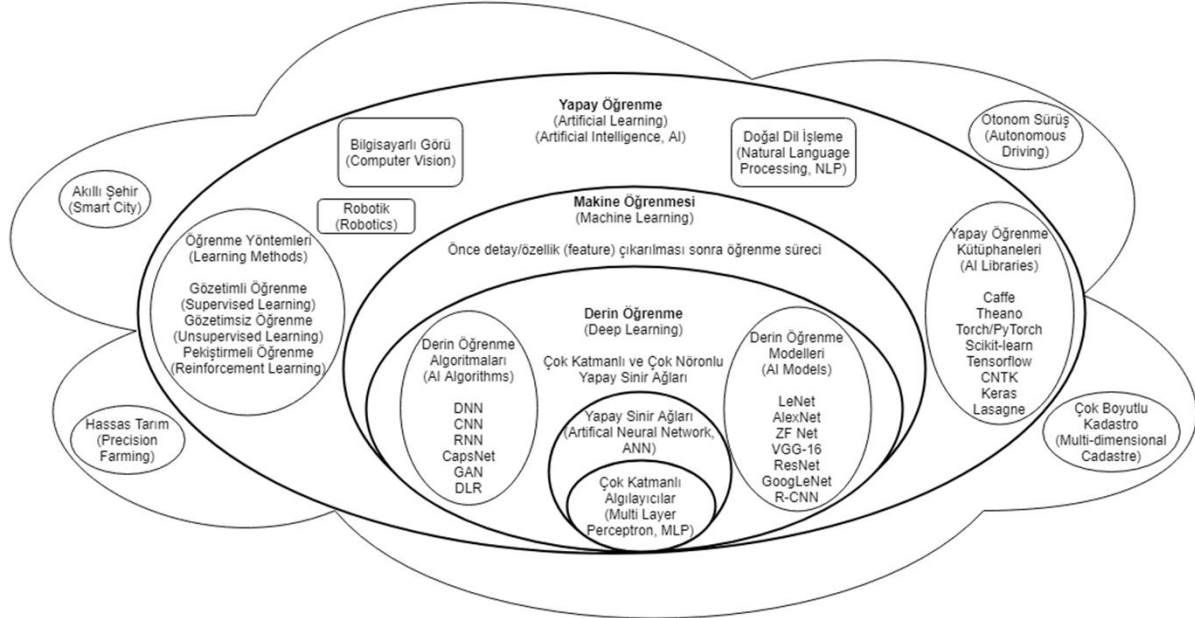 Yapay Öğrenme
(Artificial Learning)
(Artificial Intelligence, AI)
Bilgisayarlı Görü
(Computer Vision)
Doğal Dil İşleme
(Natural Language
Processing, NLP)
Otonom Sürüş
(Autonomous
Driving)
Akıllı Şehir
(Smart City)
Robotik
(Robotics)
Makine Öğrenmesi
(Machine Learning)
Önce detay/özellik (feature) çıkarılması sonra öğrenme süreci
Öğrenme Yöntemleri
(Learning Methods)
Gözetimli Öğrenme
(Supervised Learning)
Gözetimsiz Öğrenme
(Unsupervised Learning)
Pekiştirmeli Öğrenme
(Reinforcement Learning)
Yapay Öğrenme
Kütüphaneleri
(AI Libraries)
Caffe
Theano
Torch/PyTorch
Scikit-learn
Tensorflow
CNTK
Keras
Lasagne
Derin Öğrenme
(Deep Learning)
Çok Katmanlı ve Çok Nöronlu
Yapay Sinir Ağları
Derin Öğrenme
Algoritmaları
(AI Algorithms)
DNN
CNN
RNN
CapsNet
GAN
DLR
Derin Öğrenme
Modelleri
(AI Models)
LeNet
AlexNet
ZF Net
VGG-16
ResNet
GoogLeNet
R-CNN
Yapay Sinir Ağları
(Artifical Neural Network,
ANN)
Çok Katmanlı
Algılayıcılar
(Multi Layer
Perceptron, MLP)
Hassas Tarım
(Precision
Farming)
Çok Boyutlu
Kadastro
(Multi-dimensional
Cadastre)